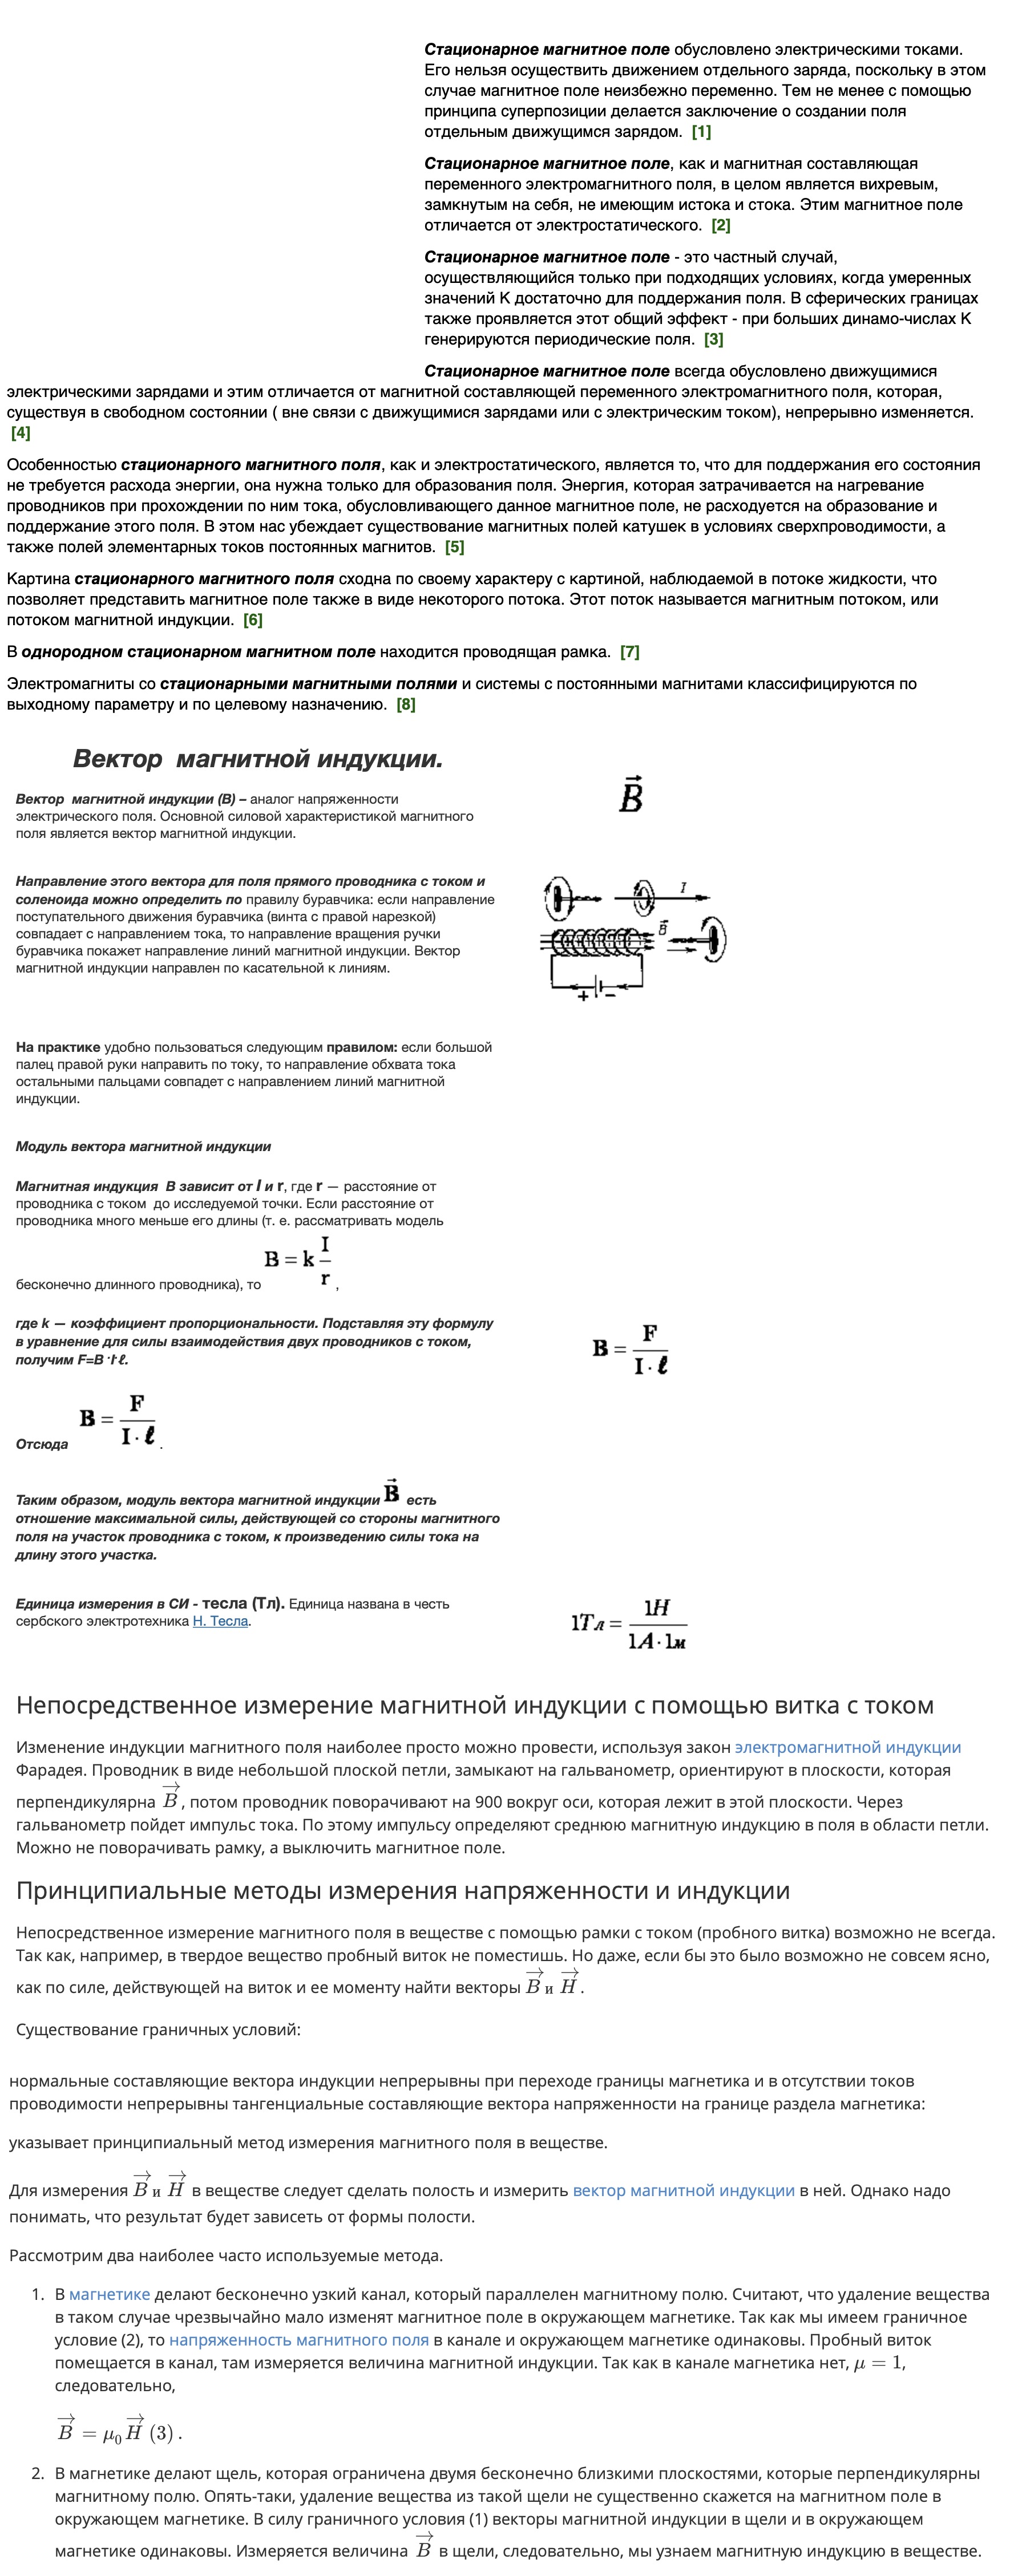 Стационарное магнитное поле обусловлено электрическими токами.
Его нельзя осуществить движением отдельного заряда, поскольку в этом
случае магнитное поле неизбежно переменно. Тем не менее с помощью
принципа суперпозиции делается заключение о создании поля
отдельным движущимся зарядом. [1]
Стационарное магнитное поле, как и магнитная составляющая
переменного электромагнитного поля, в целом является вихревым,
замкнутым на себя, не имеющим истока и стока. Этим магнитное поле
отличается от электростатического. [2]
Стационарное магнитное поле - это частный случай,
осуществляющийся только при подходящих условиях, когда умеренных
значений К достаточно для поддержания поля. В сферических границах
также проявляется этот общий эффект - при больших динамо-числах К
генерируются периодические поля. [3]
Стационарное магнитное поле всегда обусловлено движущимися
электрическими зарядами и этим отличается от магнитной составляющей переменного электромагнитного поля, которая,
существуя в свободном состоянии ( вне связи с движущимися зарядами или с электрическим током), непрерывно изменяется.
[4]
Особенностью стационарного магнитного поля, как и электростатического, является то, что для поддержания его состояния
не требуется расхода энергии, она нужна только для образования поля. Энергия, которая затрачивается на нагревание
проводников при прохождении по ним тока, обусловливающего данное магнитное поле, не расходуется на образование и
поддержание этого поля. В этом нас убеждает существование магнитных полей катушек в условиях сверхпроводимости, а
также полей элементарных токов постоянных магнитов. [5]
Картина стационарного магнитного поля сходна по своему характеру с картиной, наблюдаемой в потоке жидкости, что
позволяет представить магнитное поле также в виде некоторого потока. Этот поток называется магнитным потоком, или
потоком магнитной индукции. [6]
В однородном стационарном магнитном поле находится проводящая рамка. [7]
Электромагниты со стационарными магнитными полями и системы с постоянными магнитами классифицируются по
выходному параметру и по целевому назначению. [8]
Вектор магнитной индукции.
Вектор магнитной индукции (В) – аналог напряженности
электрического поля. Основной силовой характеристикой магнитного
поля является вектор магнитной индукции.
B⃗
Направление этого вектора для поля прямого проводника с током и
соленоида можно определить по правилу буравчика: если направление
поступательного движения буравчика (винта с правой нарезкой)
совпадает с направлением тока, то направление вращения ручки
буравчика покажет направление линий магнитной индукции. Вектор
магнитной индукции направлен по касательной к линиям.
I
B⃗
+ −
На практике удобно пользоваться следующим правилом: если большой
палец правой руки направить по току, то направление обхвата тока
остальными пальцами совпадет с направлением линий магнитной
индукции.
Модуль вектора магнитной индукции
Магнитная индукция В зависит от I и r, где r — расстояние от
проводника с током до исследуемой точки. Если расстояние от
проводника много меньше его длины (т. е. рассматривать модель
бесконечно длинного проводника), то B = k I/r ,
где k — коэффициент пропорциональности. Подставляя эту формулу
в уравнение для силы взаимодействия двух проводников с током,
получим F=B·I·ℓ.
B = F/(I · ℓ)
Отсюда B = F/(I · ℓ) .
Таким образом, модуль вектора магнитной индукции B⃗ есть
отношение максимальной силы, действующей со стороны магнитного
поля на участок проводника с током, к произведению силы тока на
длину этого участка.
Единица измерения в СИ - тесла (Тл). Единица названа в честь
сербского электротехника Н. Тесла.
1Тл = 1Н/(1А·1м)
Непосредственное измерение магнитной индукции с помощью витка с током
Изменение индукции магнитного поля наиболее просто можно провести, используя закон электромагнитной индукции
Фарадея. Проводник в виде небольшой плоской петли, замыкают на гальванометр, ориентируют в плоскости, которая
перпендикулярна B⃗, потом проводник поворачивают на 900 вокруг оси, которая лежит в этой плоскости. Через
гальванометр пойдет импульс тока. По этому импульсу определяют среднюю магнитную индукцию в поля в области петли.
Можно не поворачивать рамку, а выключить магнитное поле.
Принципиальные методы измерения напряженности и индукции
Непосредственное измерение магнитного поля в веществе с помощью рамки с током (пробного витка) возможно не всегда.
Так как, например, в твердое вещество пробный виток не поместишь. Но даже, если бы это было возможно не совсем ясно,
как по силе, действующей на виток и ее моменту найти векторы B⃗ и H⃗.
Существование граничных условий:
нормальные составляющие вектора индукции непрерывны при переходе границы магнетика и в отсутствии токов
проводимости непрерывны тангенциальные составляющие вектора напряженности на границе раздела магнетика:
указывает принципиальный метод измерения магнитного поля в веществе.
Для измерения B⃗ и H⃗ в веществе следует сделать полость и измерить вектор магнитной индукции в ней. Однако надо
понимать, что результат будет зависеть от формы полости.
Рассмотрим два наиболее часто используемые метода.
1. В магнетике делают бесконечно узкий канал, который параллелен магнитному полю. Считают, что удаление вещества
в таком случае чрезвычайно мало изменят магнитное поле в окружающем магнетике. Так как мы имеем граничное
условие (2), то напряженность магнитного поля в канале и окружающем магнетике одинаковы. Пробный виток
помещается в канал, там измеряется величина магнитной индукции. Так как в канале магнетика нет, μ = 1,
следовательно,
B⃗ = μ₀H⃗ (3) .
2. В магнетике делают щель, которая ограничена двумя бесконечно близкими плоскостями, которые перпендикулярны
магнитному полю. Опять-таки, удаление вещества из такой щели не существенно скажется на магнитном поле в
окружающем магнетике. В силу граничного условия (1) векторы магнитной индукции в щели и в окружающем
магнетике одинаковы. Измеряется величина B⃗ в щели, следовательно, мы узнаем магнитную индукцию в веществе.